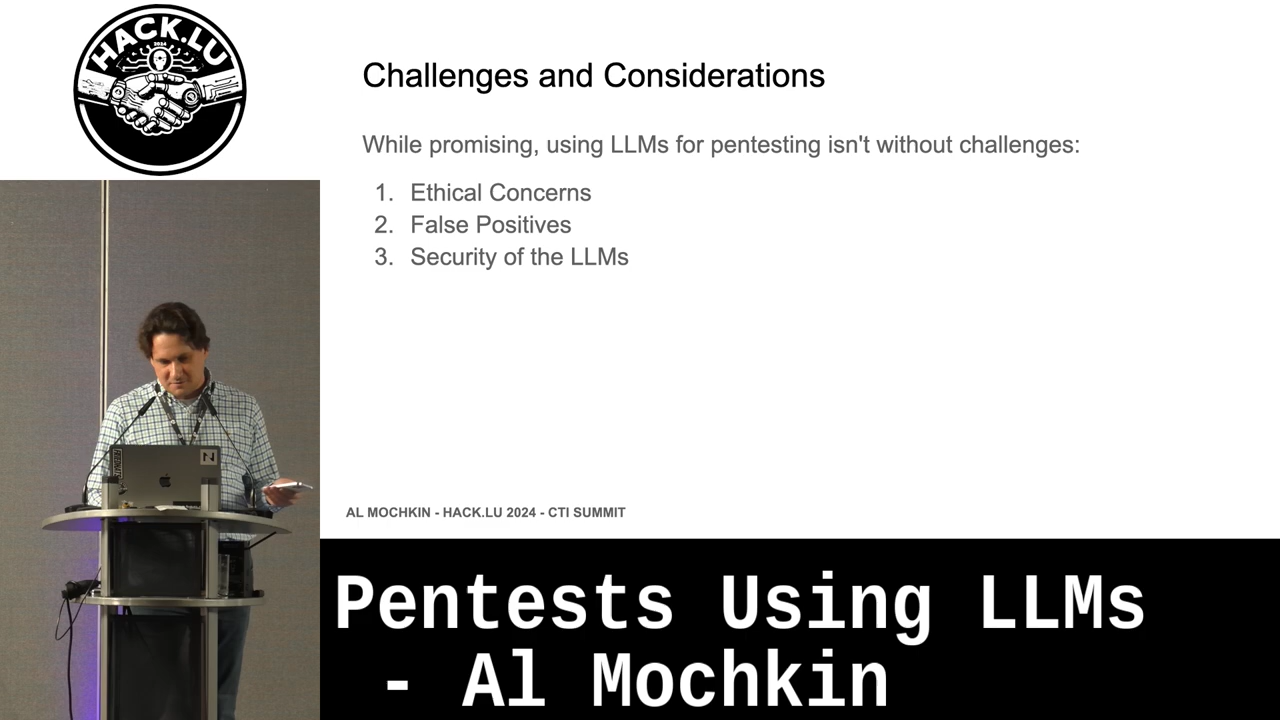 HACK.LU
2024
Challenges and Considerations
While promising, using LLMs for pentesting isn't without challenges:
1. Ethical Concerns
2. False Positives
3. Security of the LLMs
AL MOCHKIN - HACK.LU 2024 - CTI SUMMIT
Pentests Using LLMs
- Al Mochkin